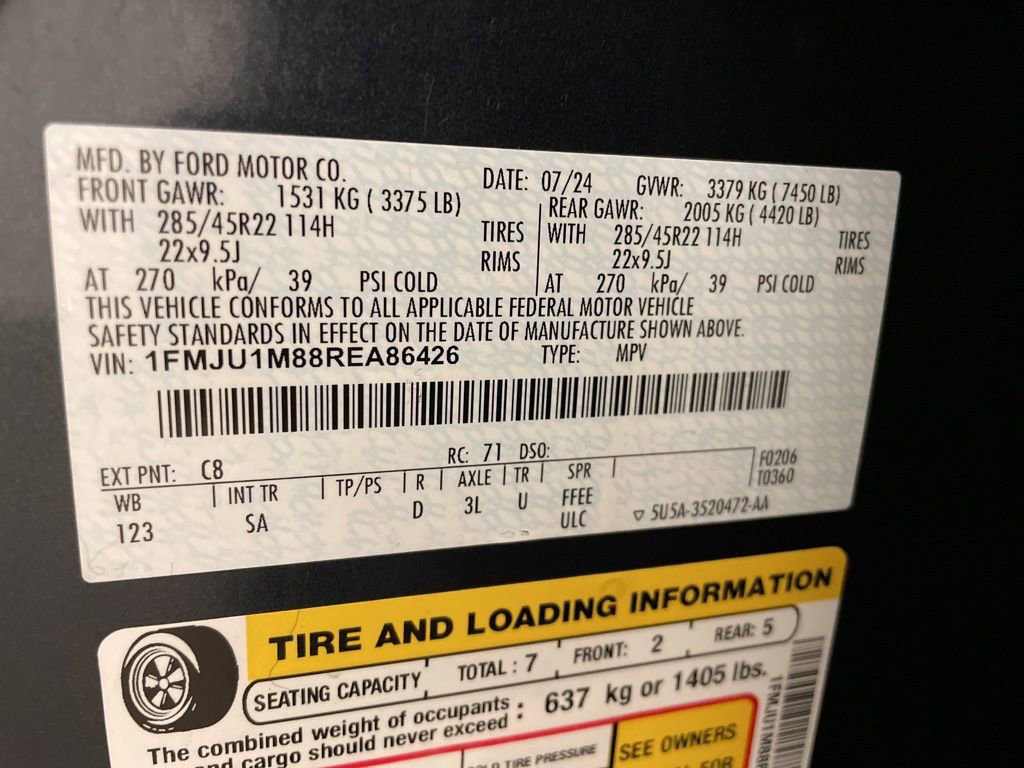 MFD. BY FORD MOTOR CO. DATE: 07/24 GVWR: 3379 KG ( 7450 LB)
FRONT GAWR: 1531 KG ( 3375 LB) REAR GAWR: 2005 KG ( 4420 LB)
WITH 285/45R22 114H TIRES WITH 285/45R22 114H TIRES
22x9.5J RIMS 22x9.5J RIMS
AT 270 kPa/ 39 PSI COLD AT 270 kPa/ 39 PSI COLD
THIS VEHICLE CONFORMS TO ALL APPLICABLE FEDERAL MOTOR VEHICLE
SAFETY STANDARDS IN EFFECT ON THE DATE OF MANUFACTURE SHOWN ABOVE.
VIN: 1FMJU1M88REA86426 TYPE: MPV
EXT PNT: C8 RC: 71 DSO: F0206
WB INT TR TP/PS R AXLE TR SPR T0360
123 SA D 3L U FFEE
ULC ▽ 5U5A-3520472-AA
TIRE AND LOADING INFORMATION
SEATING CAPACITY TOTAL : 7 FRONT: 2 REAR: 5
The combined weight of occupants
and cargo should never exceed : 637 kg or 1405 lbs.
TIRE PRESSURE SEE OWNERS
FOR
1FMJU1M88R